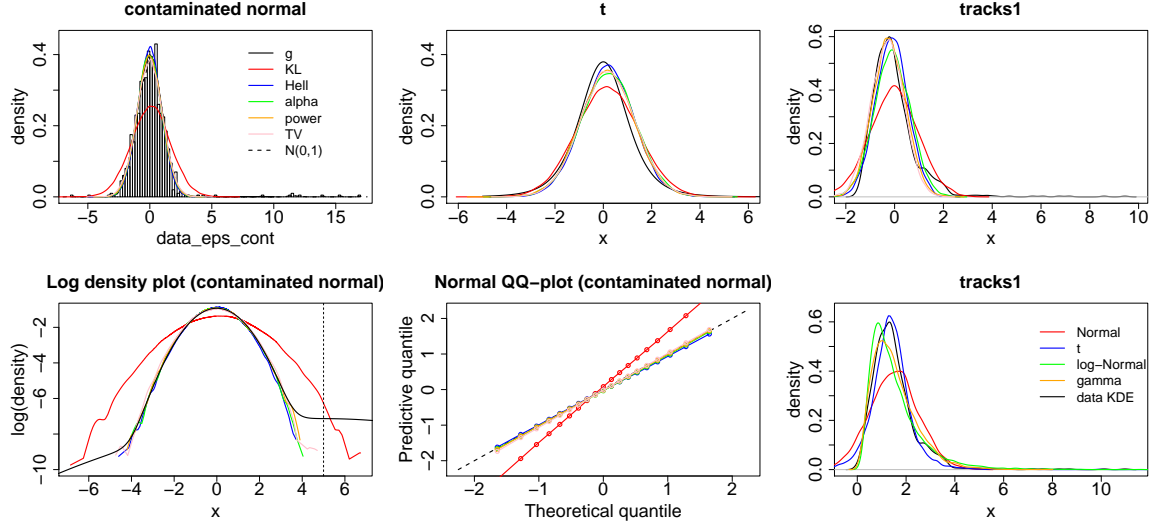 contaminated normal
density
0.0 0.2 0.4
g
KL
Hell
alpha
power
TV
N(0,1)
−5 0 5 10 15
data_eps_cont
t
density
0.0 0.2 0.4
−6 −4 −2 0 2 4 6
x
tracks1
density
0.0 0.2 0.4 0.6
−2 0 2 4 6 8 10
x
Log density plot (contaminated normal)
log(density)
−10 −8 −6 −4 −2
−6 −4 −2 0 2 4 6
x
Normal QQ−plot (contaminated normal)
Predictive quantile
−2 −1 0 1 2
−2 −1 0 1 2
Theoretical quantile
tracks1
density
0.0 0.2 0.4 0.6
Normal
t
log−Normal
gamma
data KDE
0 2 4 6 8 10
x